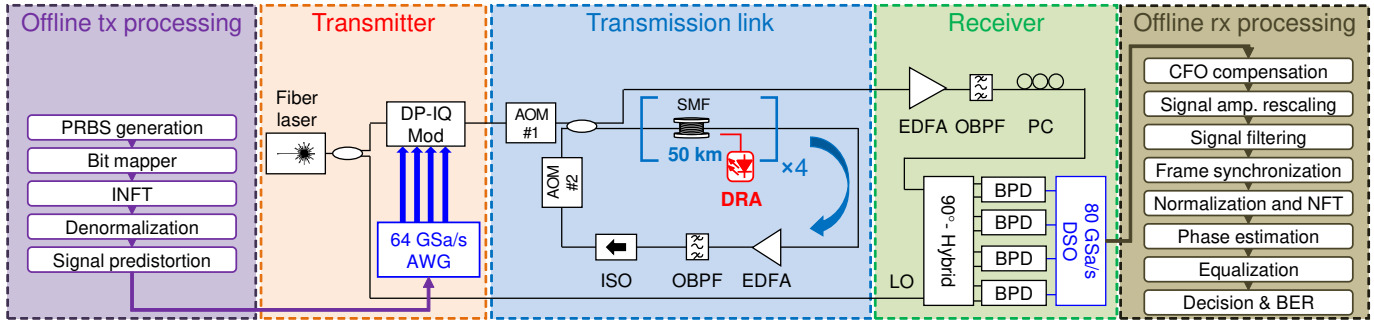 Offline tx processing
PRBS generation
Bit mapper
INFT
Denormalization
Signal predistortion
Transmitter
Fiber
laser
DP-IQ
Mod
64 GSa/s
AWG
Transmission link
AOM
#1
SMF
50 km
×4
DRA
AOM
#2
ISO
OBPF
EDFA
Receiver
EDFA
OBPF
PC
LO
90°- Hybrid
BPD
BPD
BPD
BPD
80 GSa/s
DSO
Offline rx processing
CFO compensation
Signal amp. rescaling
Signal filtering
Frame synchronization
Normalization and NFT
Phase estimation
Equalization
Decision & BER